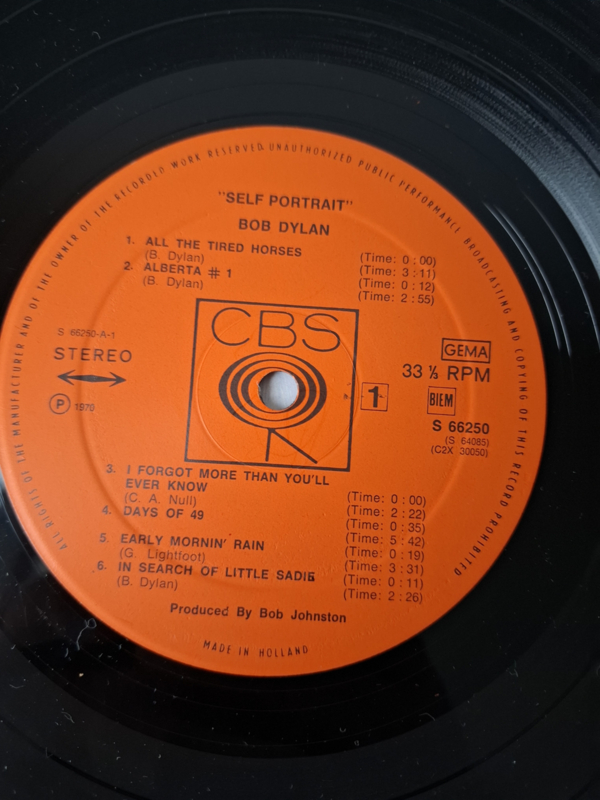 ALL RIGHTS OF THE MANUFACTURER AND OF THE OWNER OF THE RECORDED WORK RESERVED. UNAUTHORIZED PUBLIC PERFORMANCE BROADCASTING AND COPYING OF THIS RECORD PROHIBITED
"SELF PORTRAIT"
BOB DYLAN
1. ALL THE TIRED HORSES (Time: 0:00)
(B. Dylan) (Time: 3:11)
2. ALBERTA # 1 (Time: 0:12)
(B. Dylan) (Time: 2:55)
CBS
S 66250-A-1
STEREO
Ⓟ 1970
GEMA
33 ⅓ RPM
1 BIEM
S 66250
(S 64085)
(C2X 30050)
3. I FORGOT MORE THAN YOU'LL
EVER KNOW (Time: 0:00)
(C. A. Null) (Time: 2:22)
4. DAYS OF 49 (Time: 0:35)
(Time: 5:42)
5. EARLY MORNIN' RAIN (Time: 0:19)
(G. Lightfoot) (Time: 3:31)
6. IN SEARCH OF LITTLE SADIE (Time: 0:11)
(B. Dylan) (Time: 2:26)
Produced By Bob Johnston
MADE IN HOLLAND